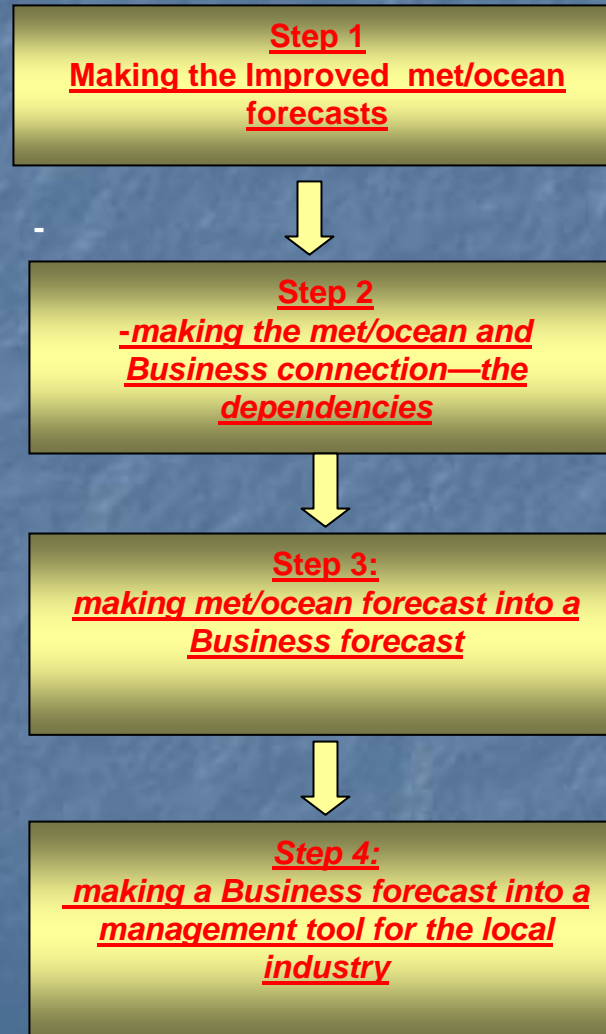 Step 1
Making the Improved met/ocean
forecasts
-
Step 2
-making the met/ocean and
Business connection—the
dependencies
Step 3:
making met/ocean forecast into a
Business forecast
Step 4:
making a Business forecast into a
management tool for the local
industry